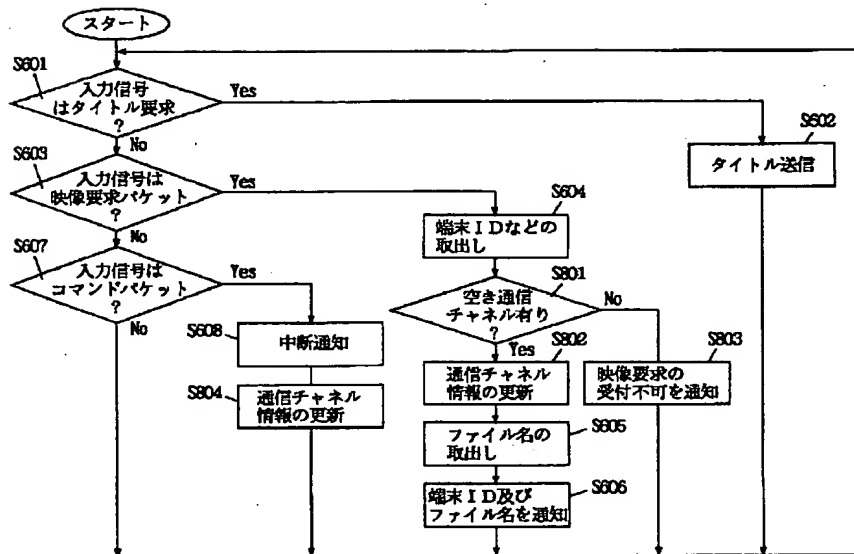 スタート
S601
入力信号
はタイトル要求
?
Yes
No
S602
タイトル送信
S603
入力信号は
映像要求パケット
?
Yes
No
S604
端末IDなどの
取出し
S607
入力信号は
コマンドパケット
?
Yes
No
S801
空き通信
チャネル有り
?
No
Yes
S608
中断通知
S802
通信チャネル
情報の更新
S803
映像要求の
受付不可を通知
S804
通信チャネル
情報の更新
S605
ファイル名の
取出し
S606
端末ID及び
ファイル名を通知